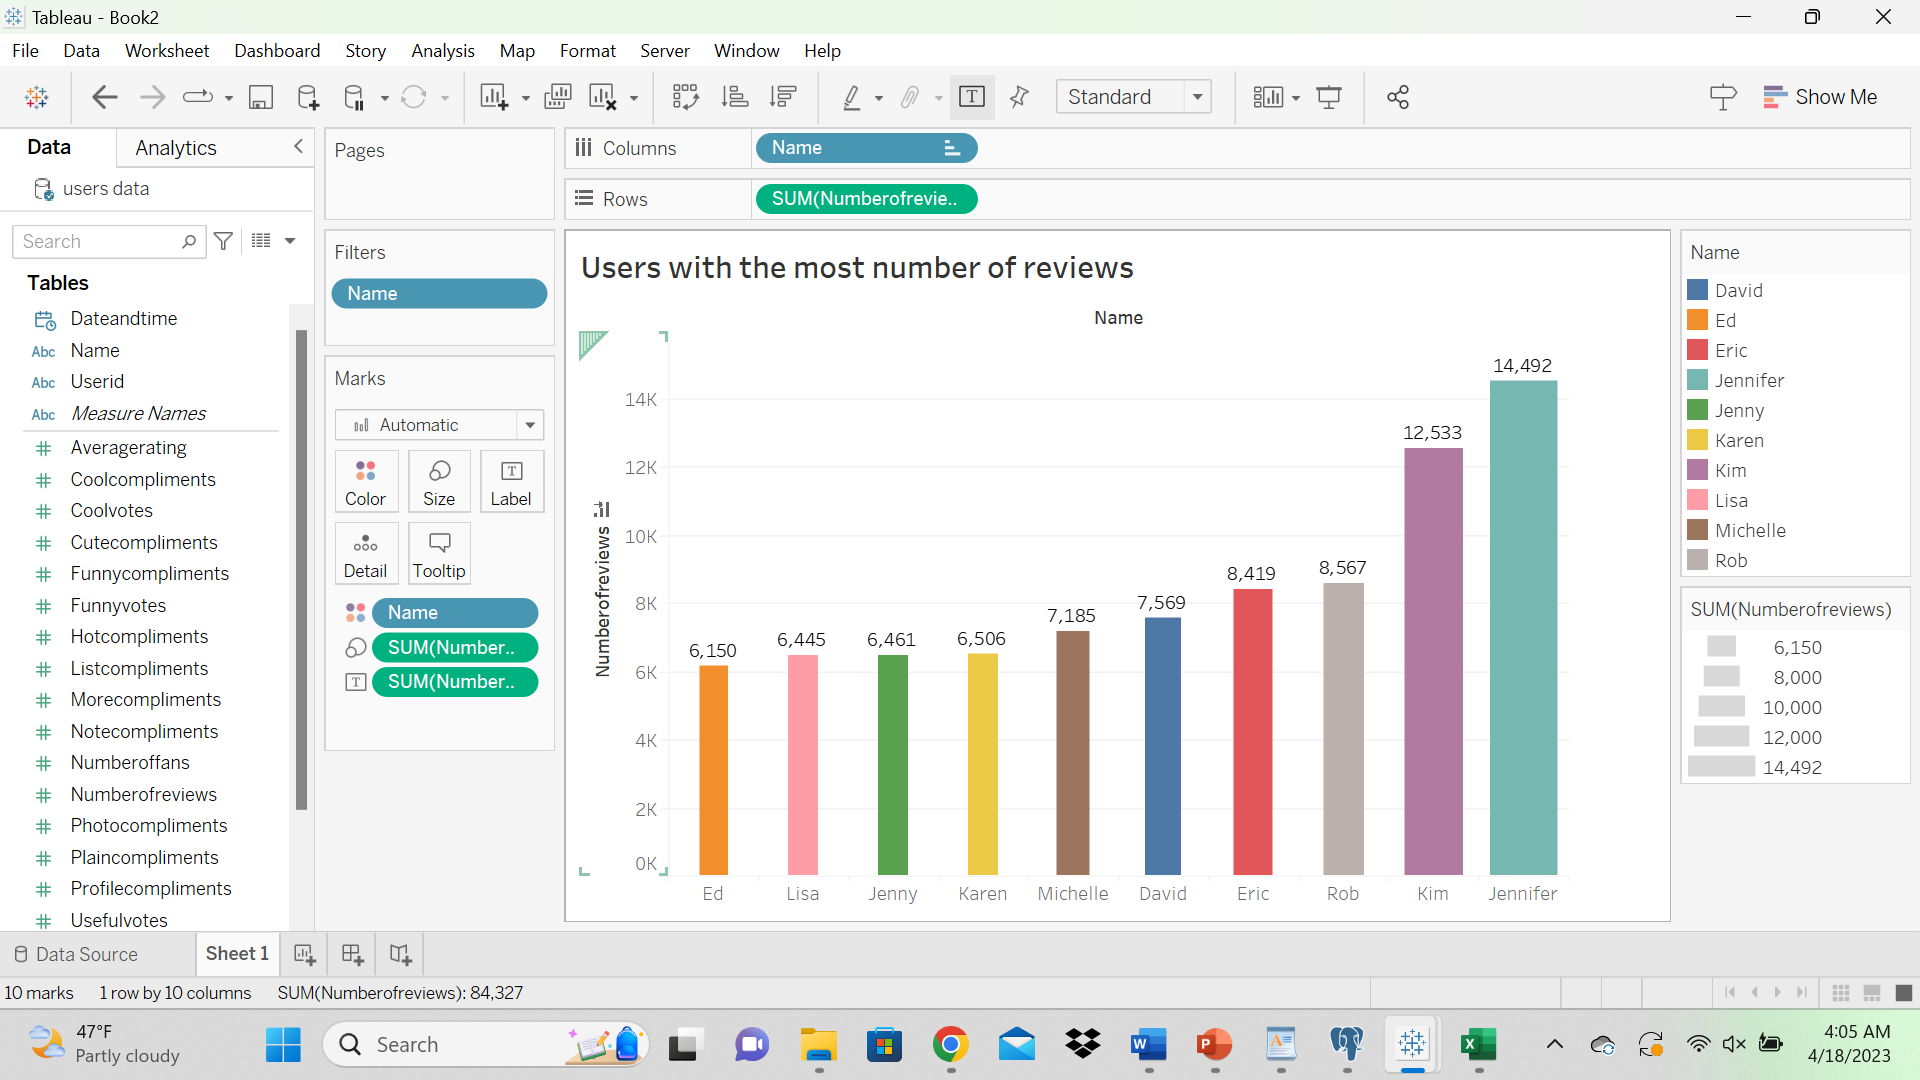 Tableau - Book2
File Data Worksheet Dashboard Story Analysis Map Format Server Window Help
Standard
Show Me
Data Analytics
users data
Search
Tables
Dateandtime
Abc Name
Abc Userid
Abc Measure Names
Averagerating
Coolcompliments
Coolvotes
Cutecompliments
Funnycompliments
Funnyvotes
Hotcompliments
Listcompliments
Morecompliments
Notecompliments
Numberoffans
Numberofreviews
Photocompliments
Plaincompliments
Profilecompliments
Usefulvotes
Pages
Filters
Name
Marks
Automatic
Color Size Label
Detail Tooltip
Name
SUM(Number..
SUM(Number..
Columns Name
Rows SUM(Numberofrevie..
Users with the most number of reviews
Name
Numberofreviews
14K
12K
10K
8K
6K
4K
2K
0K
6,150
6,445
6,461
6,506
7,185
7,569
8,419
8,567
12,533
14,492
Ed Lisa Jenny Karen Michelle David Eric Rob Kim Jennifer
Name
David
Ed
Eric
Jennifer
Jenny
Karen
Kim
Lisa
Michelle
Rob
SUM(Numberofreviews)
6,150
8,000
10,000
12,000
14,492
Data Source Sheet 1
10 marks 1 row by 10 columns SUM(Numberofreviews): 84,327
47°F
Partly cloudy
Search
W
P
X
4:05 AM
4/18/2023